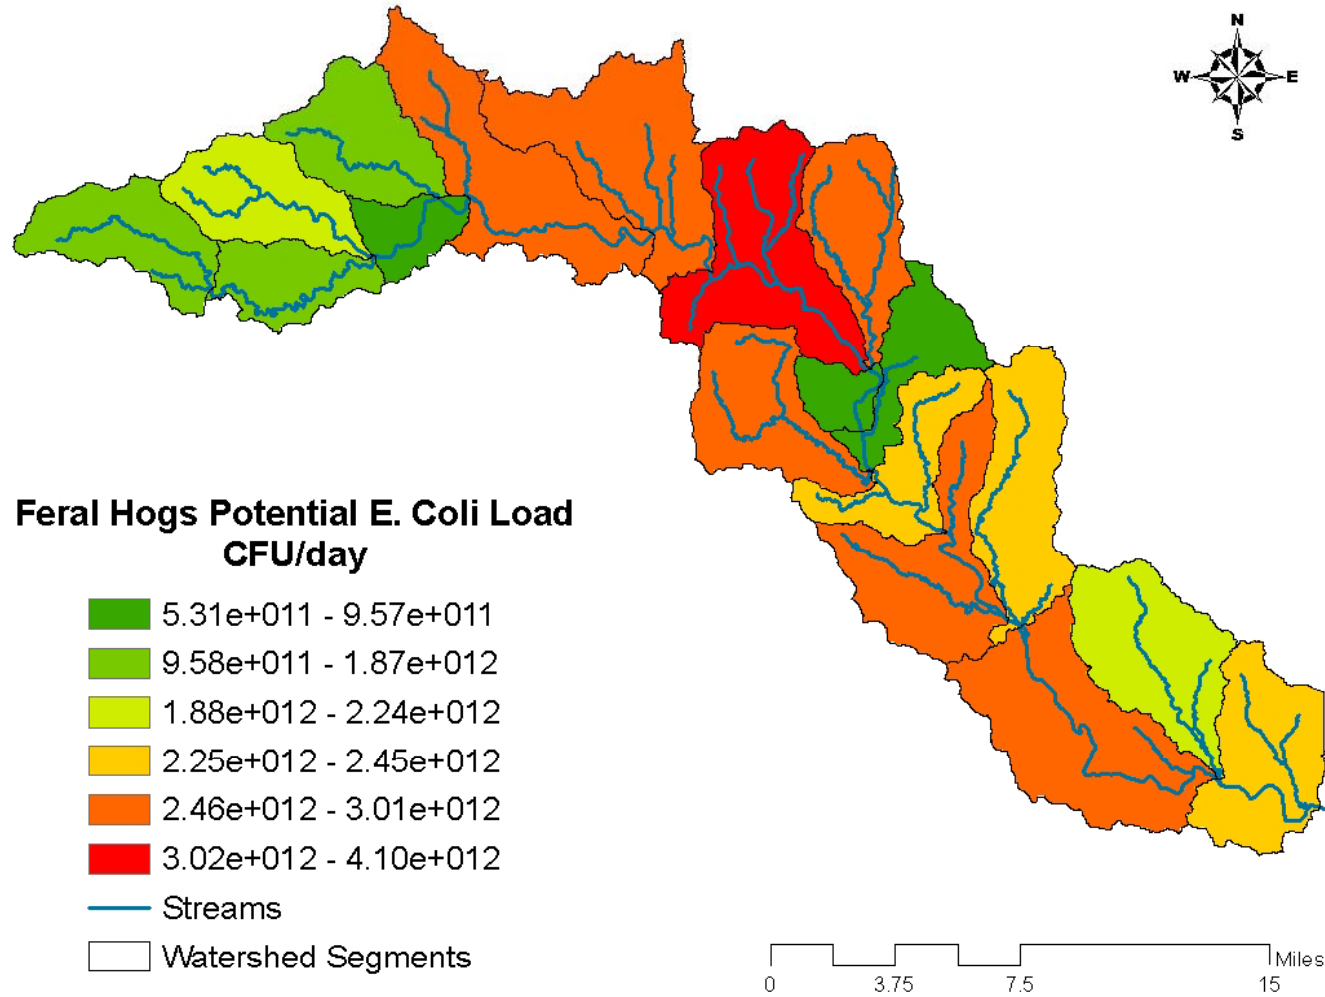 N
W E
S
Feral Hogs Potential E. Coli Load
CFU/day
5.31e+011 - 9.57e+011
9.58e+011 - 1.87e+012
1.88e+012 - 2.24e+012
2.25e+012 - 2.45e+012
2.46e+012 - 3.01e+012
3.02e+012 - 4.10e+012
Streams
Watershed Segments
Miles
0 3.75 7.5 15